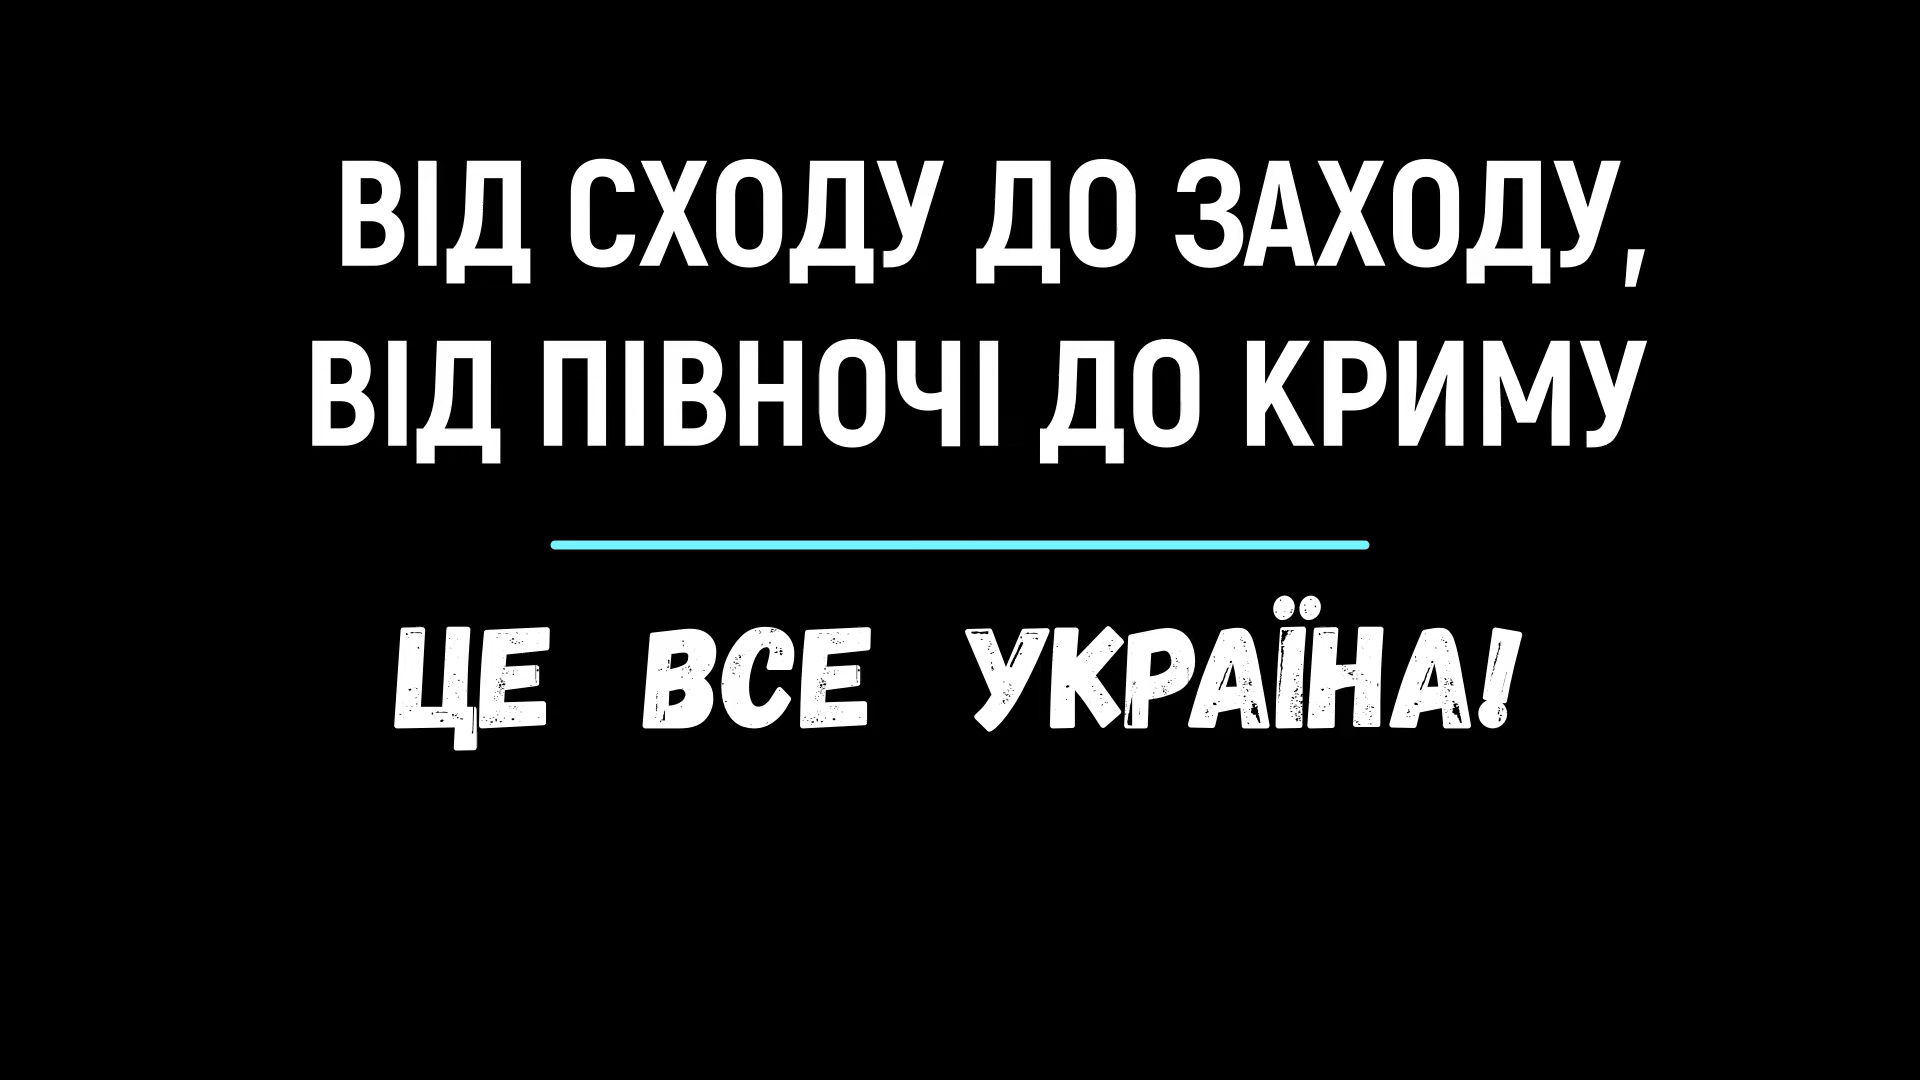 ВІД СХОДУ ДО ЗАХОДУ,
ВІД ПІВНОЧІ ДО КРИМУ
ЦЕ ВСЕ УКРАЇНА!